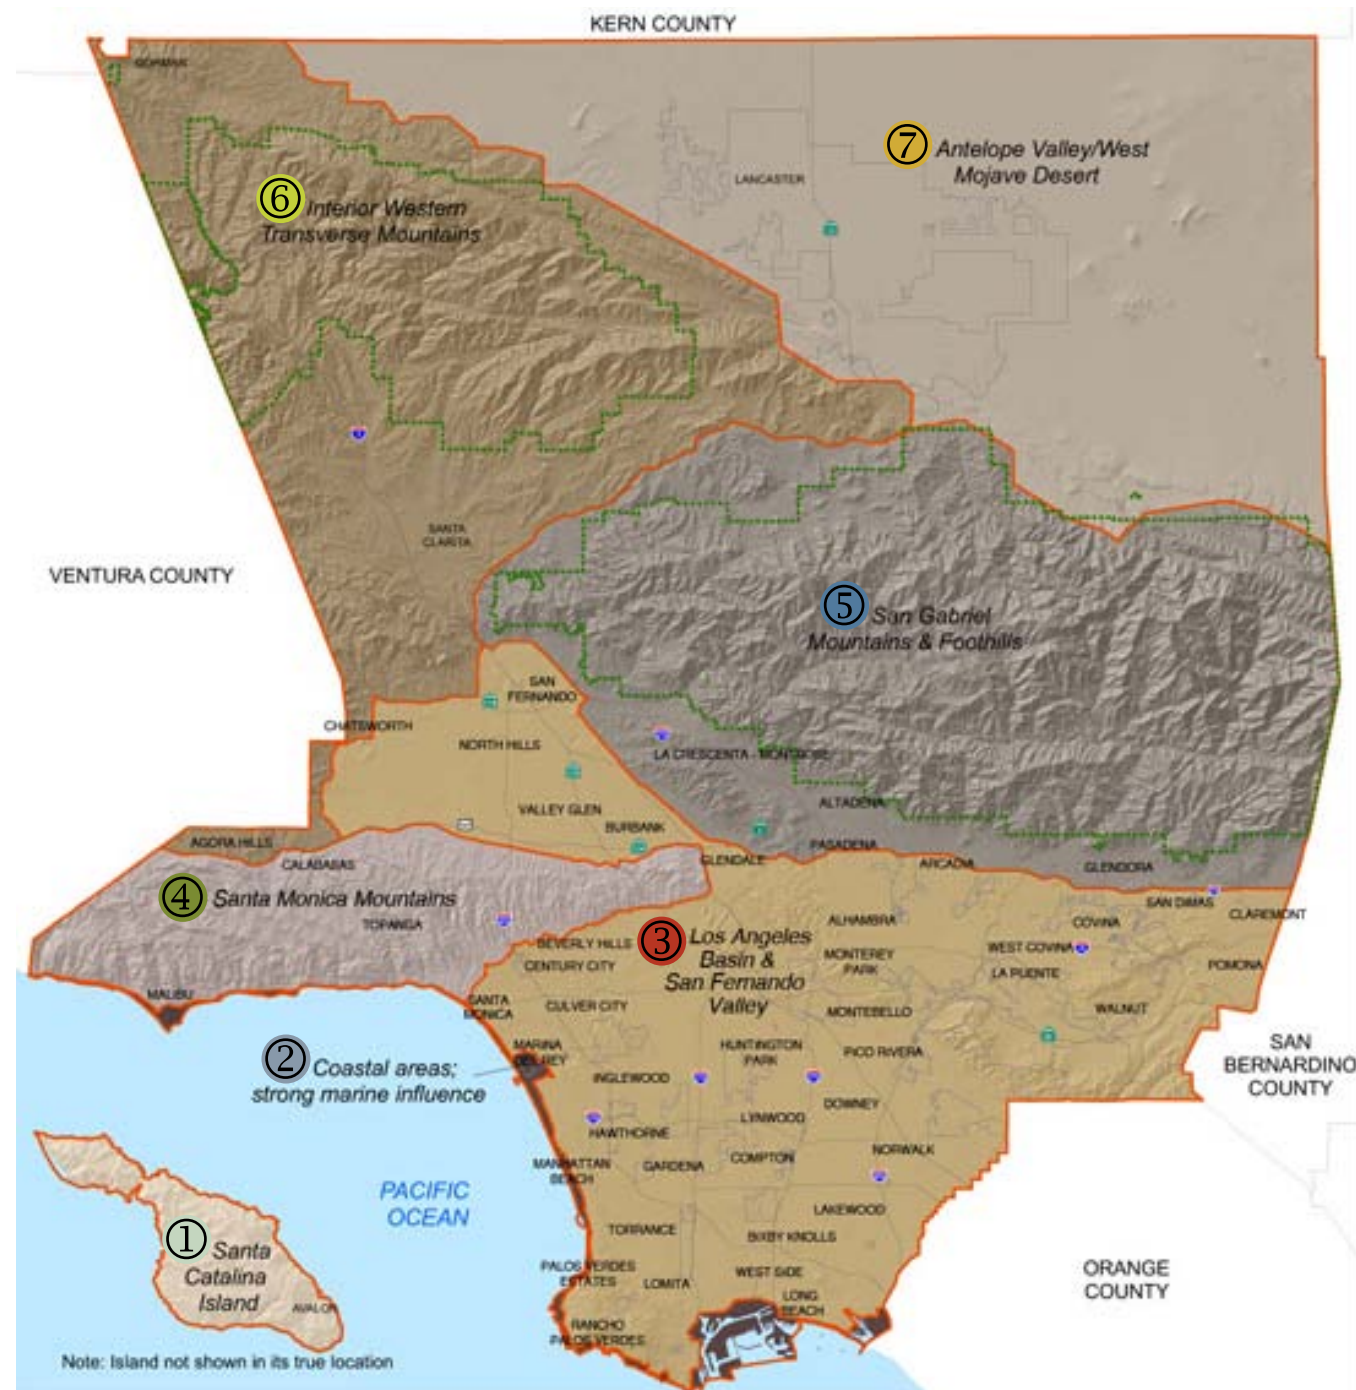 KERN COUNTY
GORMAN
7 Antelope Valley/West
Mojave Desert
LANCASTER
6 Interior Western
Transverse Mountains
SANTA
CLARITA
VENTURA COUNTY
5 San Gabriel
Mountains & Foothills
SAN
FERNANDO
CHATSWORTH
NORTH HILLS
LA CRESCENTA - MONTROSE
VALLEY GLEN
ALTADENA
BURBANK
AGORA HILLS
PASADENA
CALABASAS
GLENDALE
ARCADIA
GLENDORA
4 Santa Monica Mountains
SAN DIMAS
CLAREMONT
TOPANGA
ALHAMBRA
COVINA
BEVERLY HILLS
3 Los Angeles
Basin &
San Fernando
Valley
WEST COVINA
MONTEREY
PARK
CENTURY CITY
LA PUENTE
POMONA
MALIBU
SANTA
MONICA
CULVER CITY
MONTEBELLO
WALNUT
MARINA
DEL REY
HUNTINGTON
PARK
PICO RIVERA
SAN
BERNARDINO
COUNTY
2 Coastal areas;
strong marine influence
INGLEWOOD
DOWNEY
LYNWOOD
HAWTHORNE
NORWALK
MANHATTAN
BEACH
GARDENA
COMPTON
PACIFIC
OCEAN
LAKEWOOD
TORRANCE
BIXBY KNOLLS
1 Santa
Catalina
Island
AVALON
PALOS VERDES
ESTATES
LOMITA
WEST SIDE
ORANGE
COUNTY
LONG
BEACH
RANCHO
PALOS VERDES
Note: Island not shown in its true location